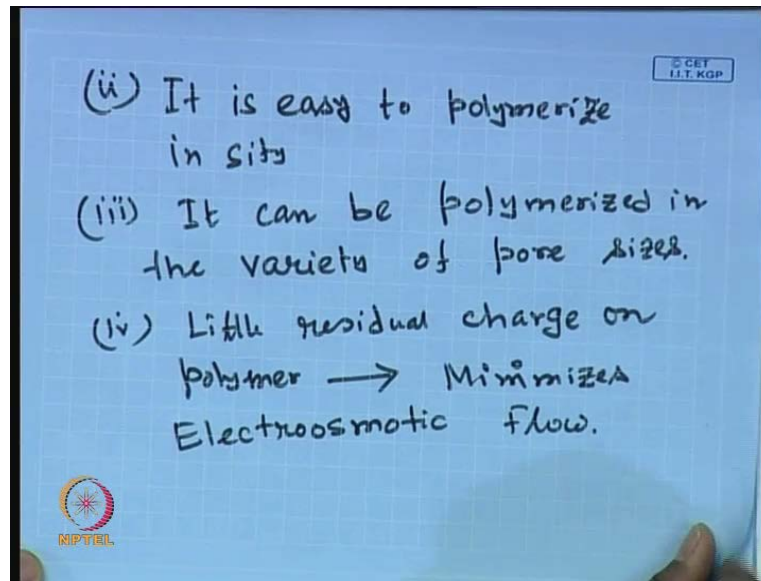 © CET
I.I.T. KGP
(ii) It is easy to polymerize
in sity
(iii) It can be polymerized in
the variety of pore sizes.
(iv) Little residual charge on
polymer → Minimizes
Electroosmotic flow.
NPTEL